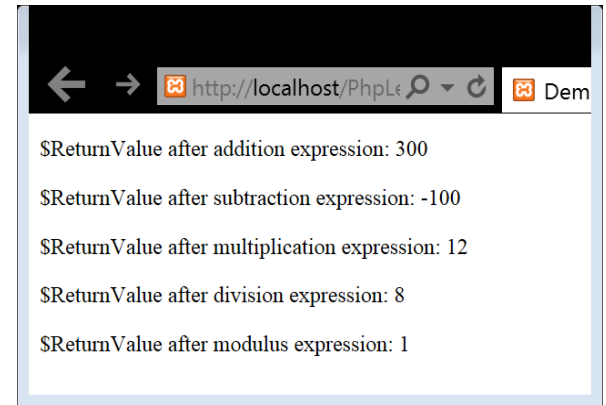 http://localhost/PhpLe
Dem
$ReturnValue after addition expression: 300
$ReturnValue after subtraction expression: -100
$ReturnValue after multiplication expression: 12
$ReturnValue after division expression: 8
$ReturnValue after modulus expression: 1